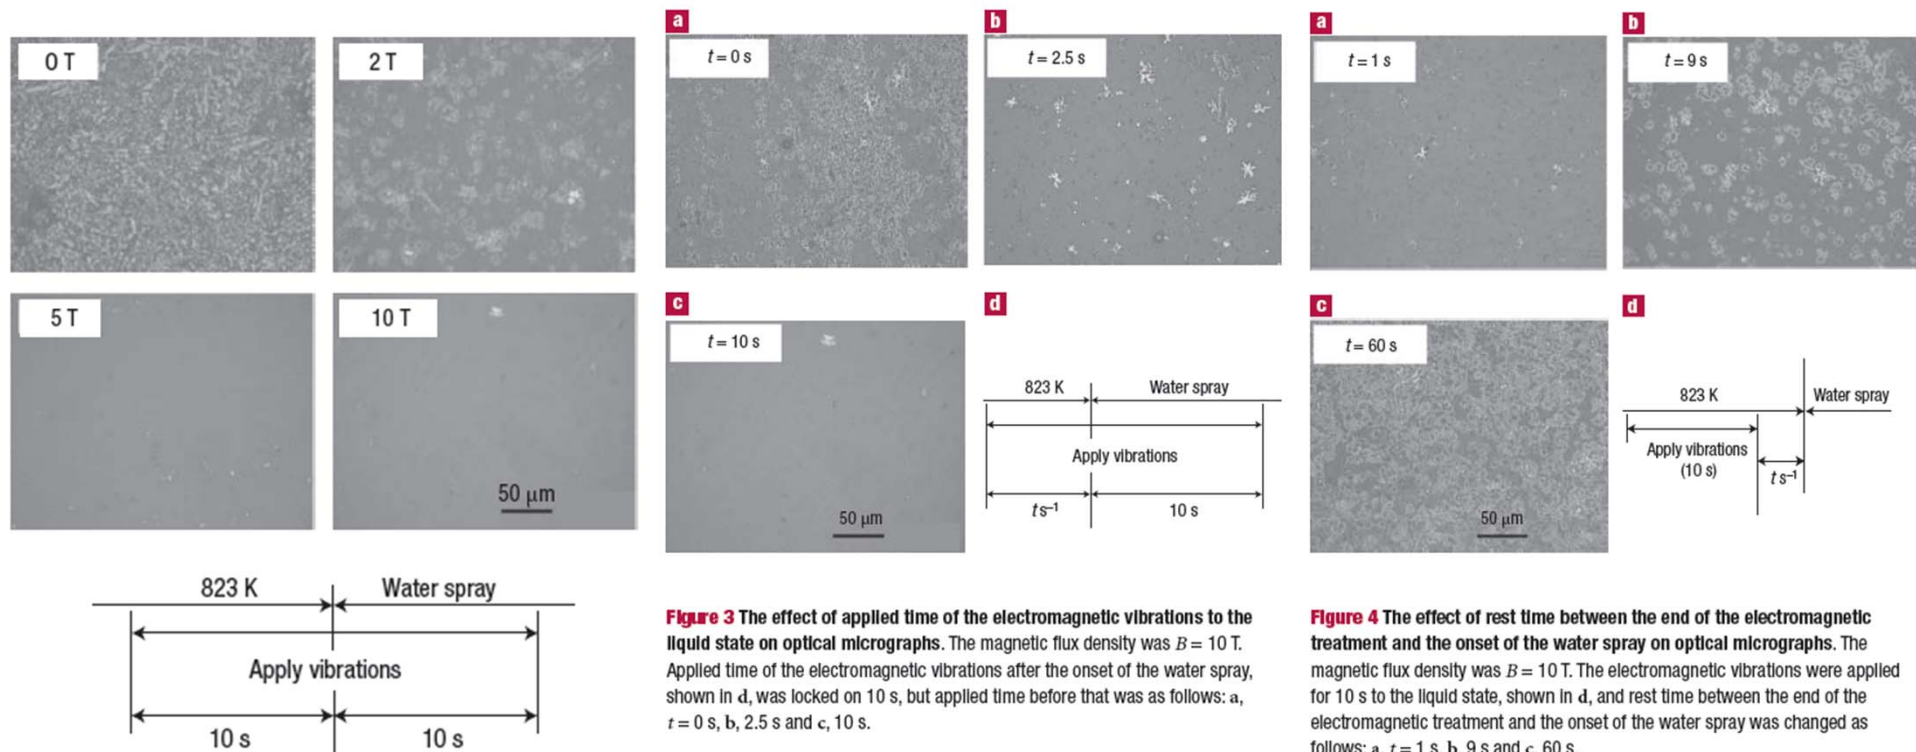 0 T
2 T
5 T
10 T
50 µm
823 K
Water spray
Apply vibrations
10 s
10 s
a
t = 0 s
b
t = 2.5 s
c
t = 10 s
50 µm
d
823 K
Water spray
Apply vibrations
t s⁻¹
10 s
Figure 3 The effect of applied time of the electromagnetic vibrations to the
liquid state on optical micrographs. The magnetic flux density was B = 10 T.
Applied time of the electromagnetic vibrations after the onset of the water spray,
shown in d, was locked on 10 s, but applied time before that was as follows: a,
t = 0 s, b, 2.5 s and c, 10 s.
a
t = 1 s
b
t = 9 s
c
t = 60 s
50 µm
d
823 K
Water spray
Apply vibrations
(10 s)
t s⁻¹
Figure 4 The effect of rest time between the end of the electromagnetic
treatment and the onset of the water spray on optical micrographs. The
magnetic flux density was B = 10 T. The electromagnetic vibrations were applied
for 10 s to the liquid state, shown in d, and rest time between the end of the
electromagnetic treatment and the onset of the water spray was changed as
follows: a, t = 1 s, b, 9 s and c, 60 s.